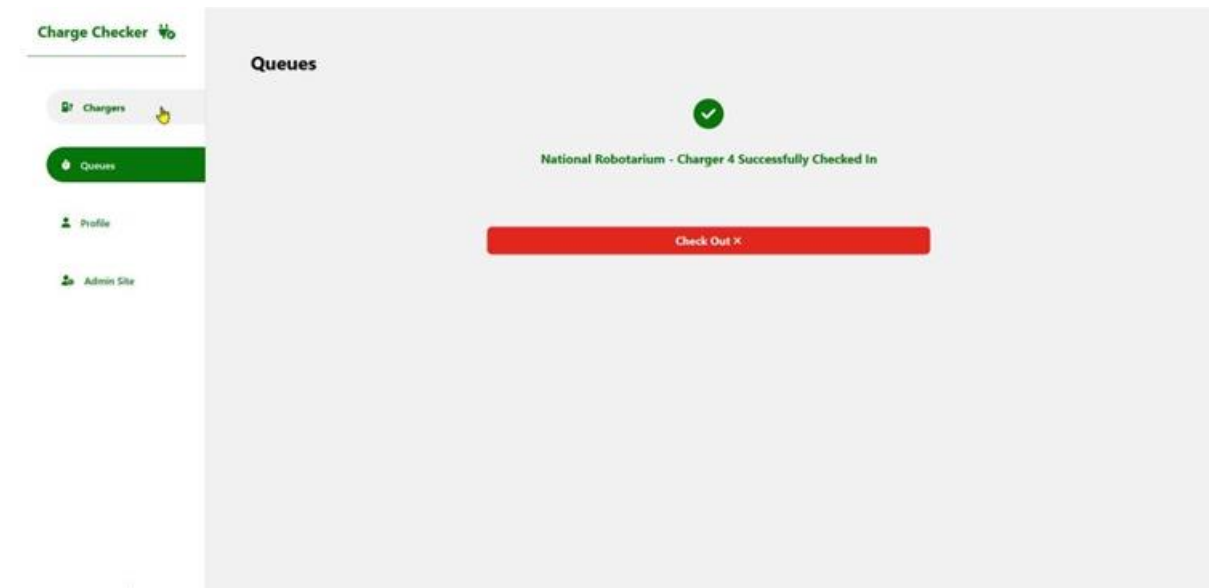 Charge Checker
Chargers
Queues
Profile
Admin Site
Queues
National Robotarium - Charger 4 Successfully Checked In
Check Out ×